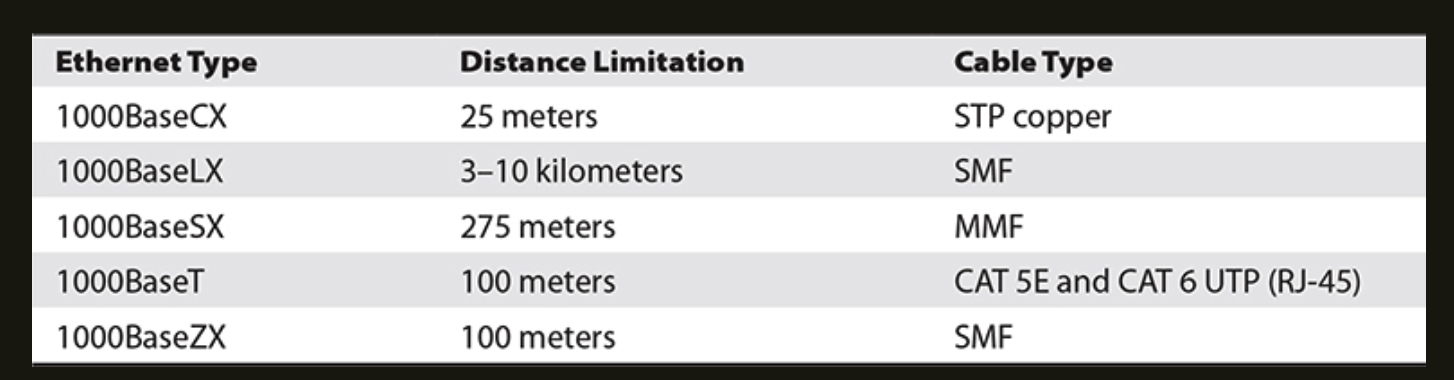 Ethernet Type Distance Limitation Cable Type
1000BaseCX 25 meters STP copper
1000BaseLX 3–10 kilometers SMF
1000BaseSX 275 meters MMF
1000BaseT 100 meters CAT 5E and CAT 6 UTP (RJ-45)
1000BaseZX 100 meters SMF